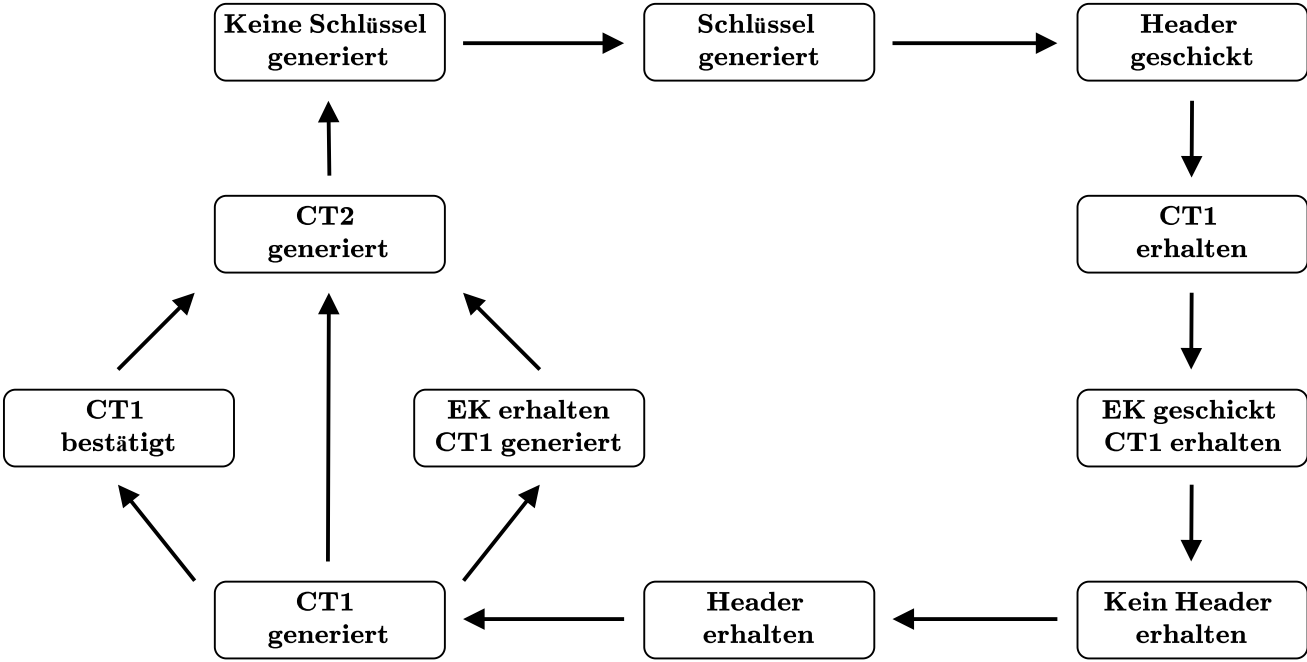 Keine Schlüssel
generiert
Schlüssel
generiert
Header
geschickt
CT2
generiert
CT1
erhalten
CT1
bestätigt
EK erhalten
CT1 generiert
EK geschickt
CT1 erhalten
CT1
generiert
Header
erhalten
Kein Header
erhalten